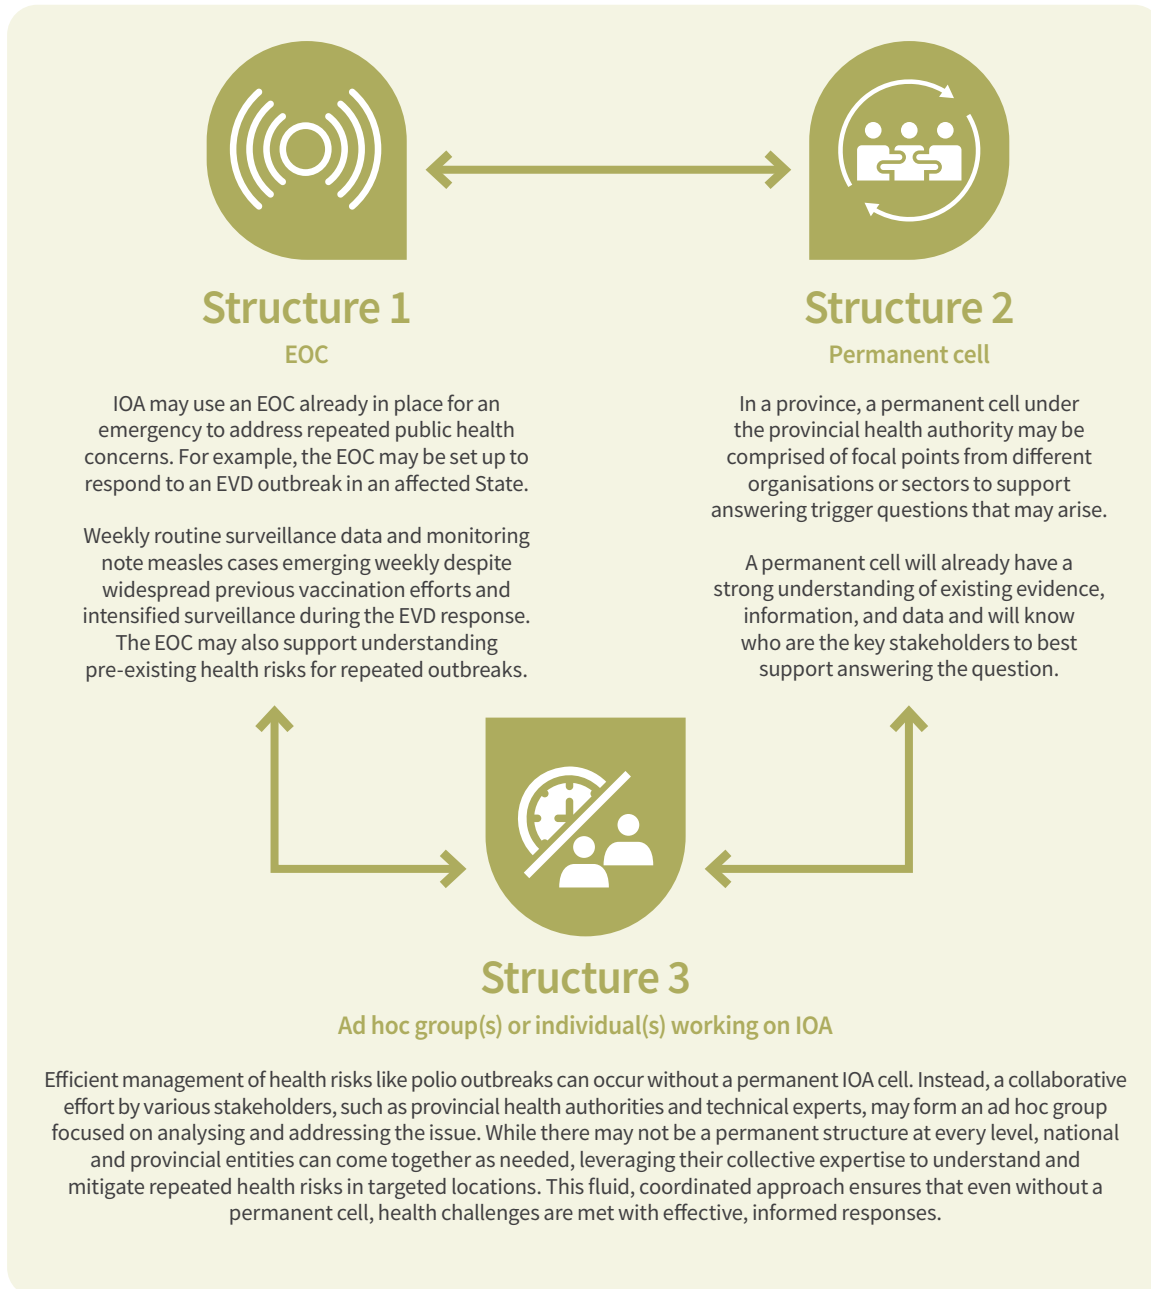 Structure 1
EOC
IOA may use an EOC already in place for an
emergency to address repeated public health
concerns. For example, the EOC may be set up to
respond to an EVD outbreak in an affected State.
Weekly routine surveillance data and monitoring
note measles cases emerging weekly despite
widespread previous vaccination efforts and
intensified surveillance during the EVD response.
The EOC may also support understanding
pre-existing health risks for repeated outbreaks.
Structure 2
Permanent cell
In a province, a permanent cell under
the provincial health authority may be
comprised of focal points from different
organisations or sectors to support
answering trigger questions that may arise.
A permanent cell will already have a
strong understanding of existing evidence,
information, and data and will know
who are the key stakeholders to best
support answering the question.
Structure 3
Ad hoc group(s) or individual(s) working on IOA
Efficient management of health risks like polio outbreaks can occur without a permanent IOA cell. Instead, a collaborative
effort by various stakeholders, such as provincial health authorities and technical experts, may form an ad hoc group
focused on analysing and addressing the issue. While there may not be a permanent structure at every level, national
and provincial entities can come together as needed, leveraging their collective expertise to understand and
mitigate repeated health risks in targeted locations. This fluid, coordinated approach ensures that even without a
permanent cell, health challenges are met with effective, informed responses.